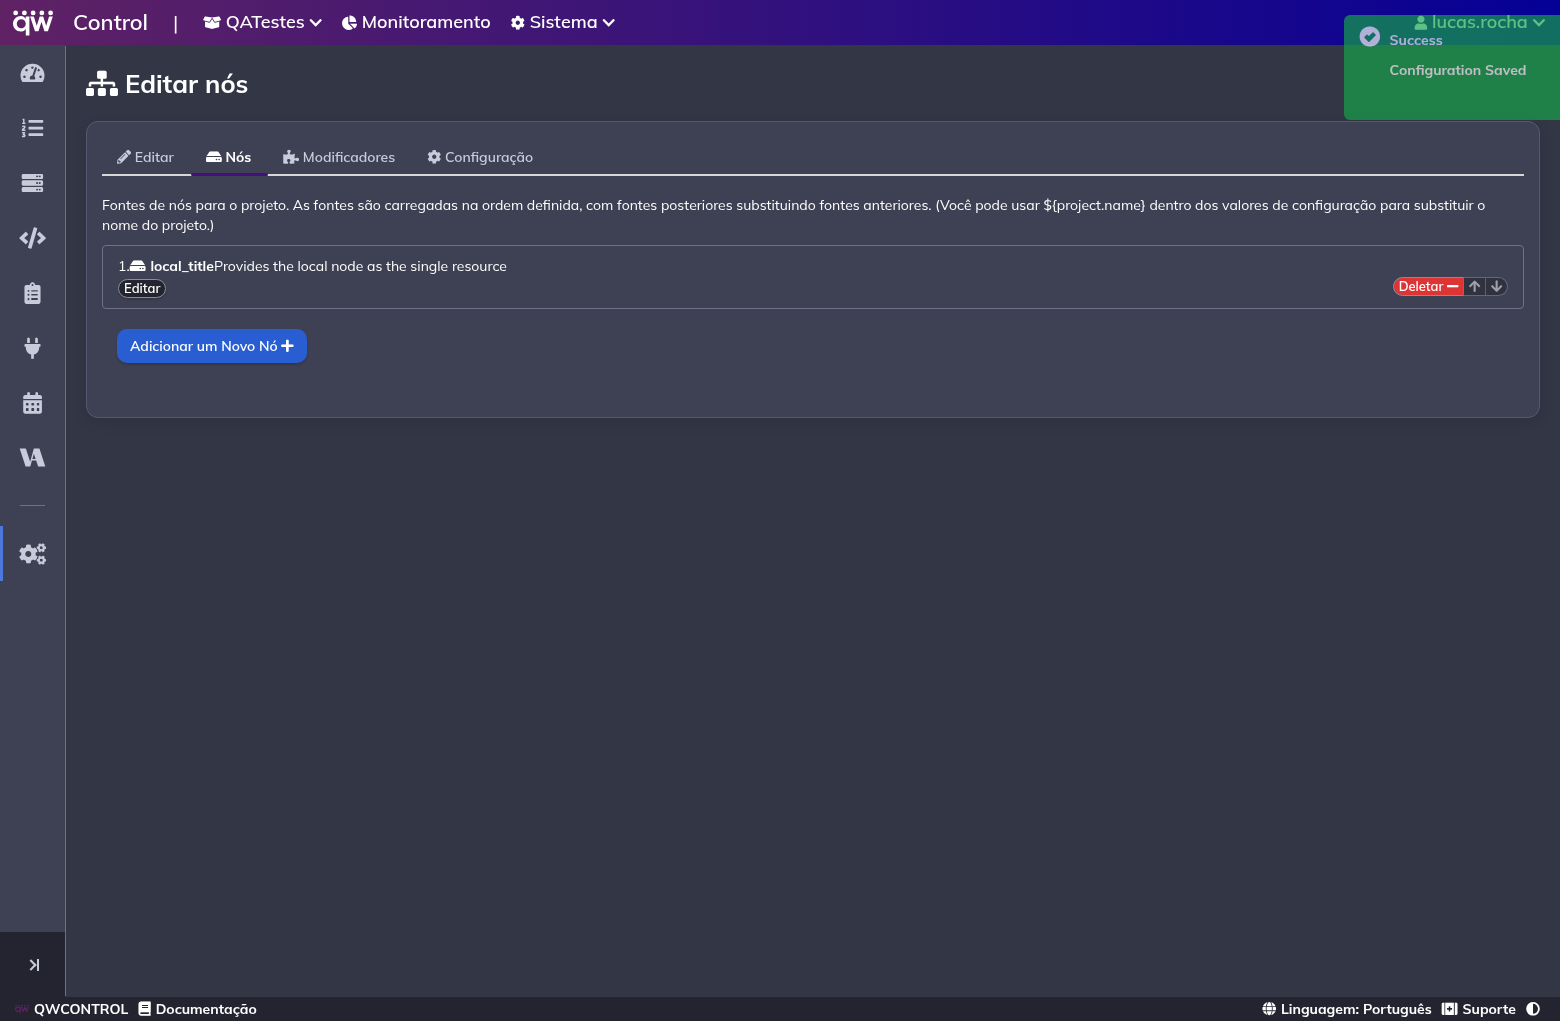 qw Control | QATestes Monitoramento Sistema lucas.rocha
Success
Configuration Saved
Editar nós
Editar Nós Modificadores Configuração
Fontes de nós para o projeto. As fontes são carregadas na ordem definida, com fontes posteriores substituindo fontes anteriores. (Você pode usar ${project.name} dentro dos valores de configuração para substituir o
nome do projeto.)
1. local_titleProvides the local node as the single resource
Editar
Deletar
Adicionar um Novo Nó
QWCONTROL Documentação Linguagem: Português Suporte